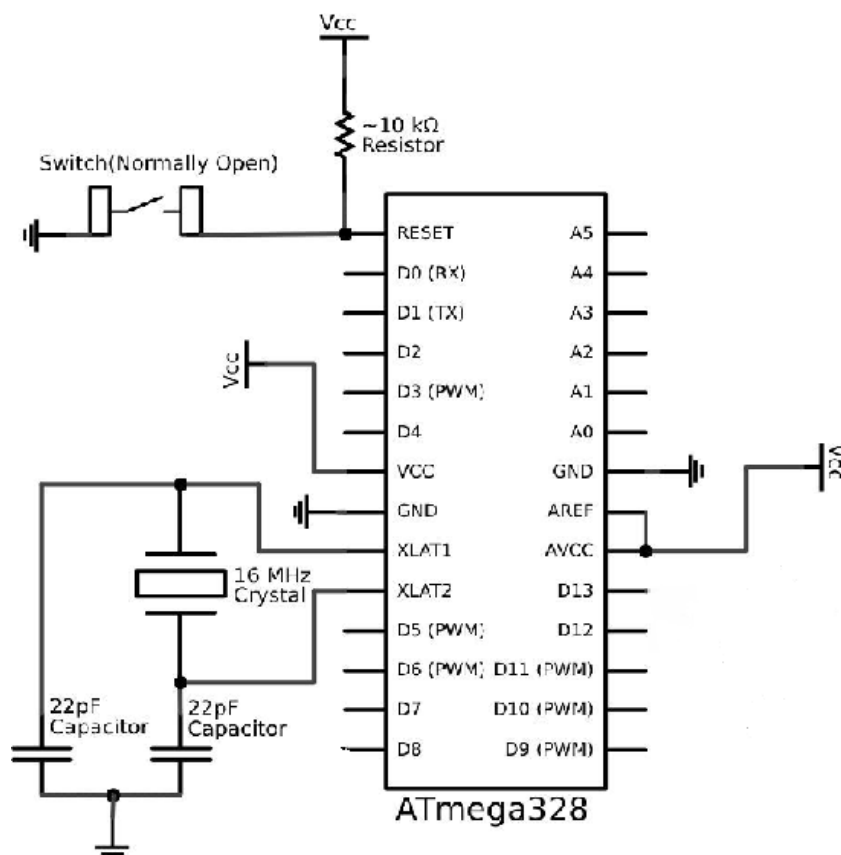 Vcc
~10 kΩ
Resistor
Switch(Normally Open)
RESET
A5
D0 (RX)
A4
D1 (TX)
A3
D2
A2
Vcc
D3 (PWM)
A1
D4
A0
VCC
GND
Vcc
GND
AREF
XLAT1
AVCC
16 MHz
Crystal
XLAT2
D13
D5 (PWM)
D12
D6 (PWM)
D11 (PWM)
22pF
Capacitor
22pF
Capacitor
D7
D10 (PWM)
D8
D9 (PWM)
ATmega328